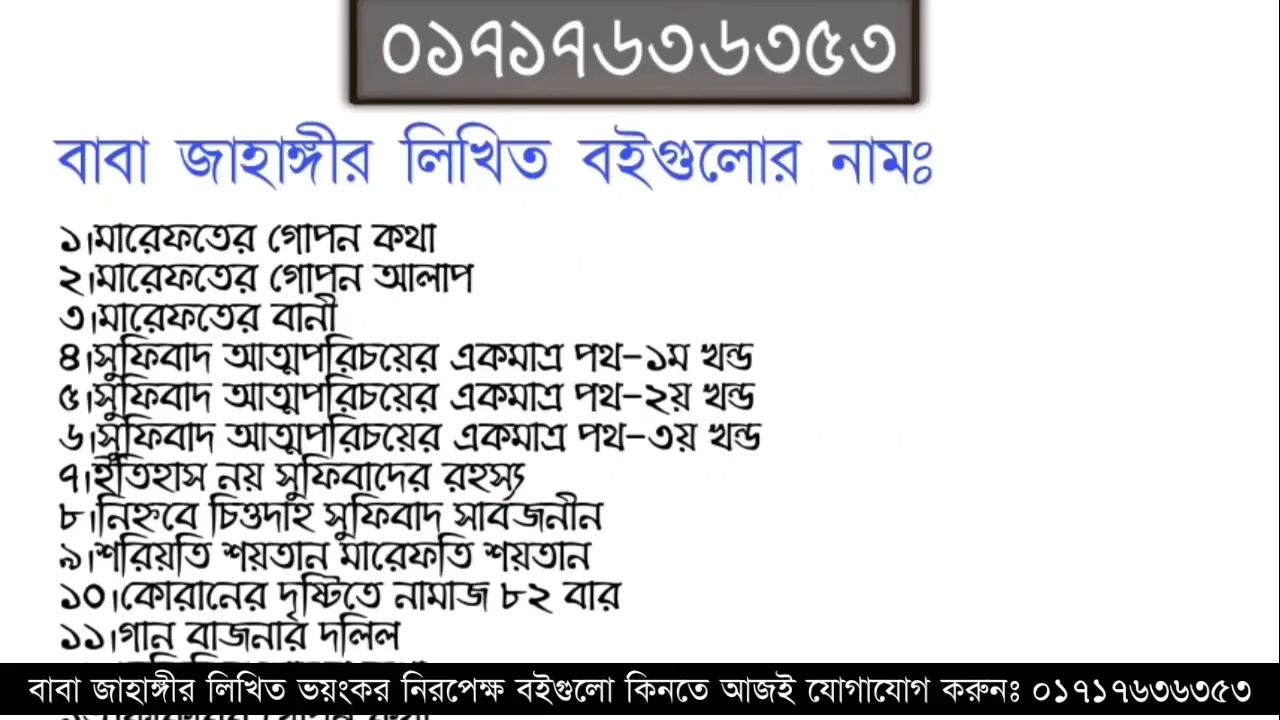 ০১৭১৭৬৩৬৩৫৩
বাবা জাহাঙ্গীর লিখিত বইগুলোর নামঃ
১।মারেফতের গোপন কথা
২।মারেফতের গোপন আলাপ
৩।মারেফতের বানী
৪।সুফিবাদ আত্মপরিচয়ের একমাত্র পথ-১ম খন্ড
৫।সুফিবাদ আত্মপরিচয়ের একমাত্র পথ-২য় খন্ড
৬।সুফিবাদ আত্মপরিচয়ের একমাত্র পথ-৩য় খন্ড
৭।ইতিহাস নয় সুফিবাদের রহস্য
৮।নিহ্নবে চিত্তদাহ সুফিবাদ সার্বজনীন
৯।শরিয়তি শয়তান মারেফতি শয়তান
১০।কোরানের দৃষ্টিতে নামাজ ৮২ বার
১১।গান বাজনার দলিল
বাবা জাহাঙ্গীর লিখিত ভয়ংকর নিরপেক্ষ বইগুলো কিনতে আজই যোগাযোগ করুনঃ ০১৭১৭৬৩৬৩৫৩